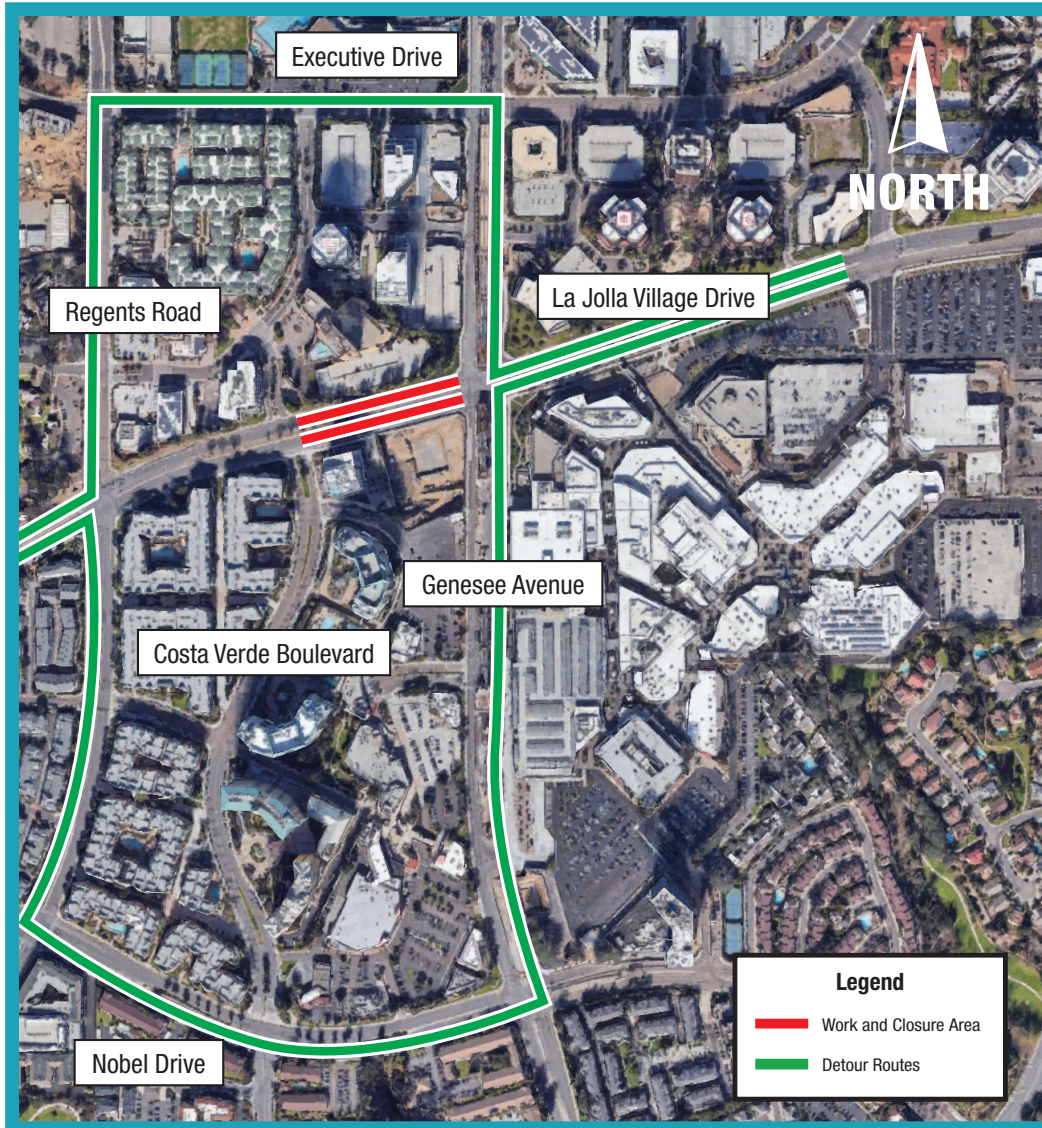 Executive Drive
NORTH
Regents Road
La Jolla Village Drive
Genesee Avenue
Costa Verde Boulevard
Nobel Drive
Legend
Work and Closure Area
Detour Routes